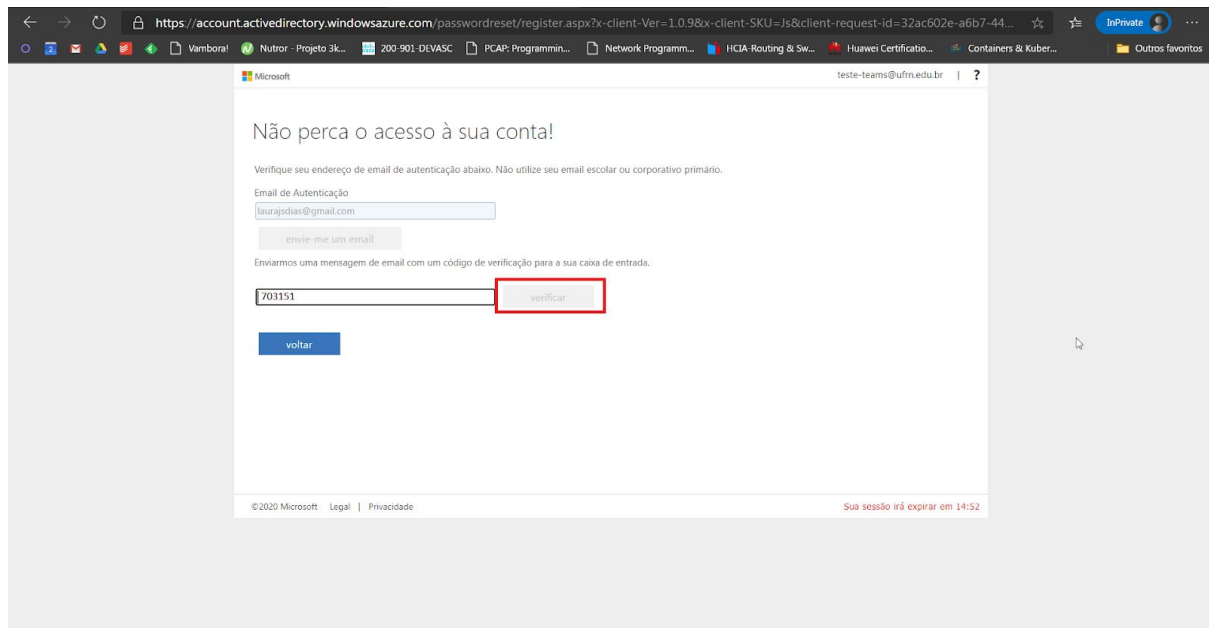 https://account.activedirectory.windowsazure.com/passwordreset/register.aspx?x-client-Ver=1.0.9&x-client-SKU=Js&client-request-id=32ac602e-a6b7-44... InPrivate
Vambora! Nutror - Projeto 3k... 200-901-DEVASC PCAP: Programmin... Network Programm... HCIA-Routing & Sw... Huawei Certificatio... Containers & Kuber... Outros favoritos
Microsoft teste-teams@ufrn.edu.br | ?
Não perca o acesso à sua conta!
Verifique seu endereço de email de autenticação abaixo. Não utilize seu email escolar ou corporativo primário.
Email de Autenticação
laurajsdias@gmail.com
envie-me um email
Enviarmos uma mensagem de email com um código de verificação para a sua caixa de entrada.
703151 verificar
voltar
©2020 Microsoft Legal | Privacidade Sua sessão irá expirar em 14:52